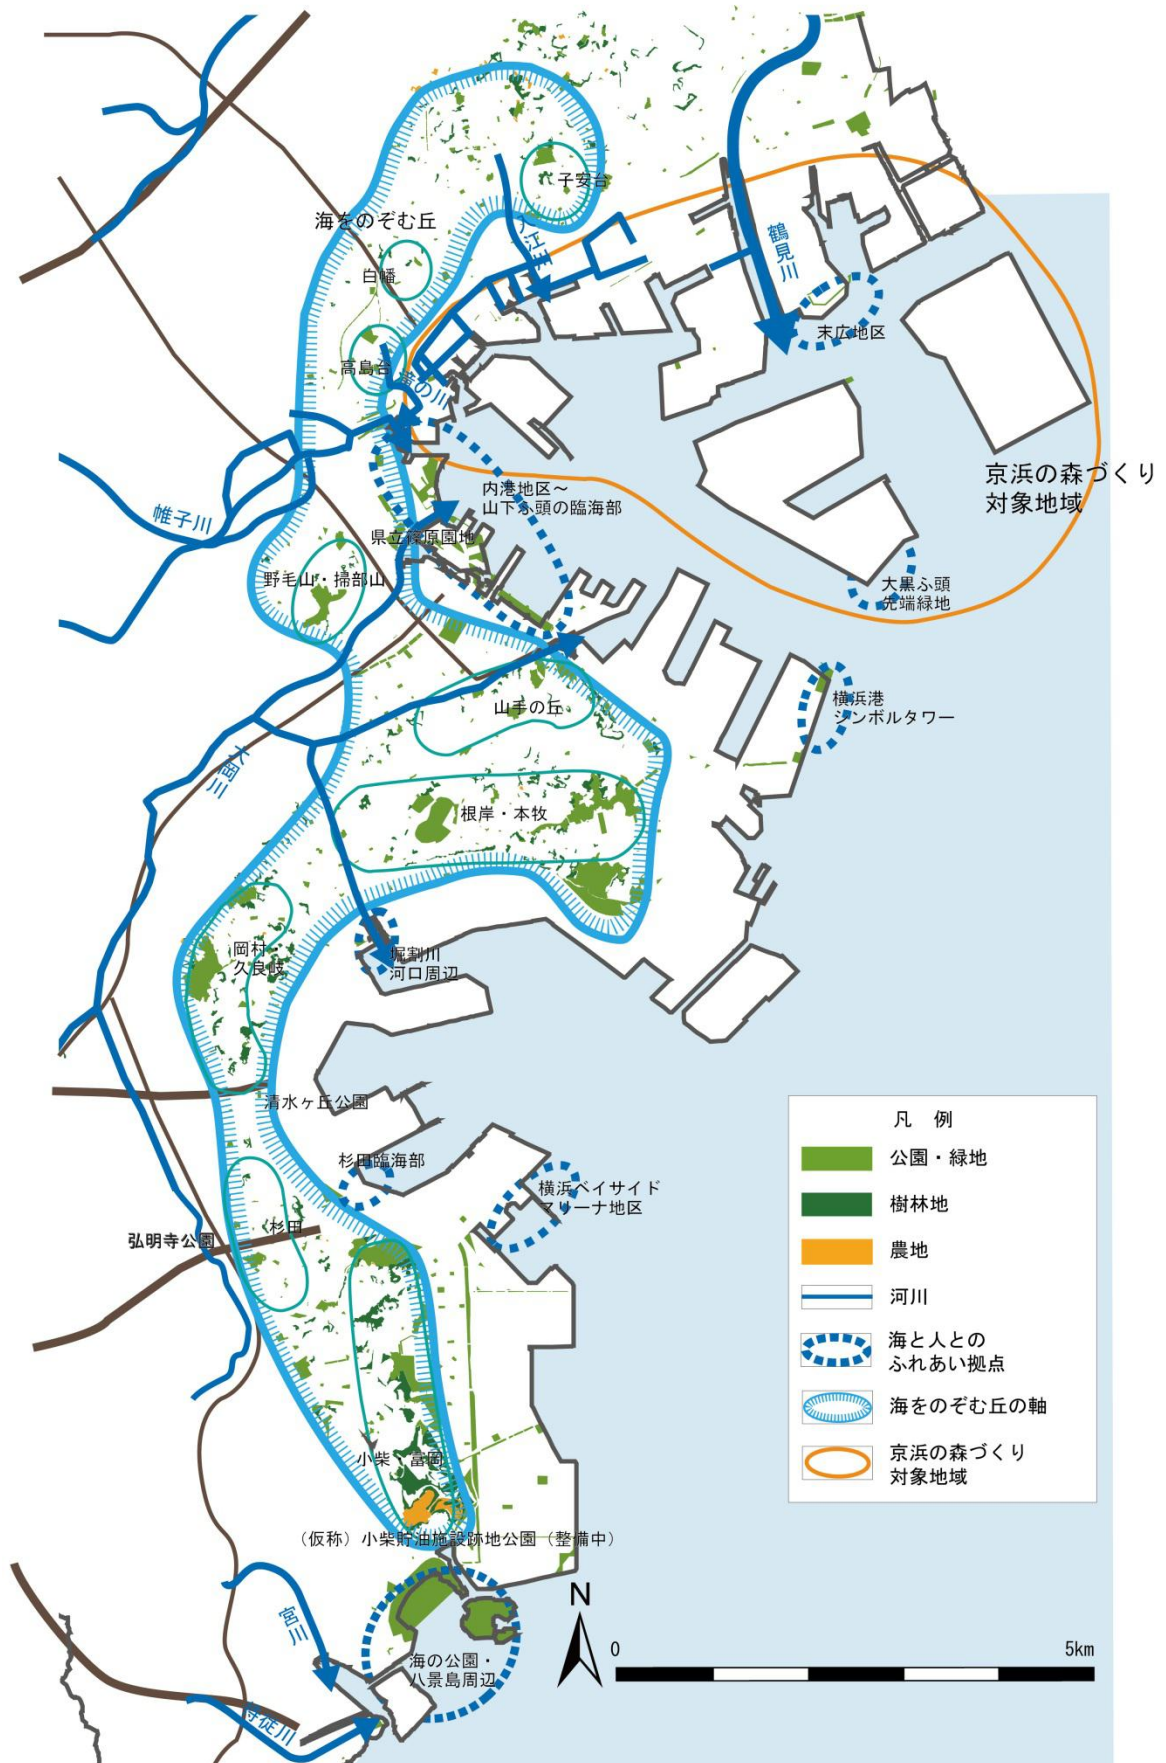 子安台
海をのぞむ丘
入江川
鶴見川
白幡
末広地区
高島台
滝の川
京浜の森づくり
対象地域
内港地区～
山下ふ頭の臨海部
帷子川
県立篠原園地
野毛山・掃部山
大黒ふ頭
先端緑地
横浜港
シンボルタワー
山手の丘
大岡川
根岸・本牧
岡村・
久良岐
堀割川
河口周辺
清水ヶ丘公園
杉田臨海部
横浜ベイサイド
マリーナ地区
杉田
弘明寺公園
小柴・富岡
（仮称）小柴貯油施設跡地公園（整備中）
宮川
海の公園・
八景島周辺
侍従川
凡 例
公園・緑地
樹林地
農地
河川
海と人との
ふれあい拠点
海をのぞむ丘の軸
京浜の森づくり
対象地域
N
0 5km